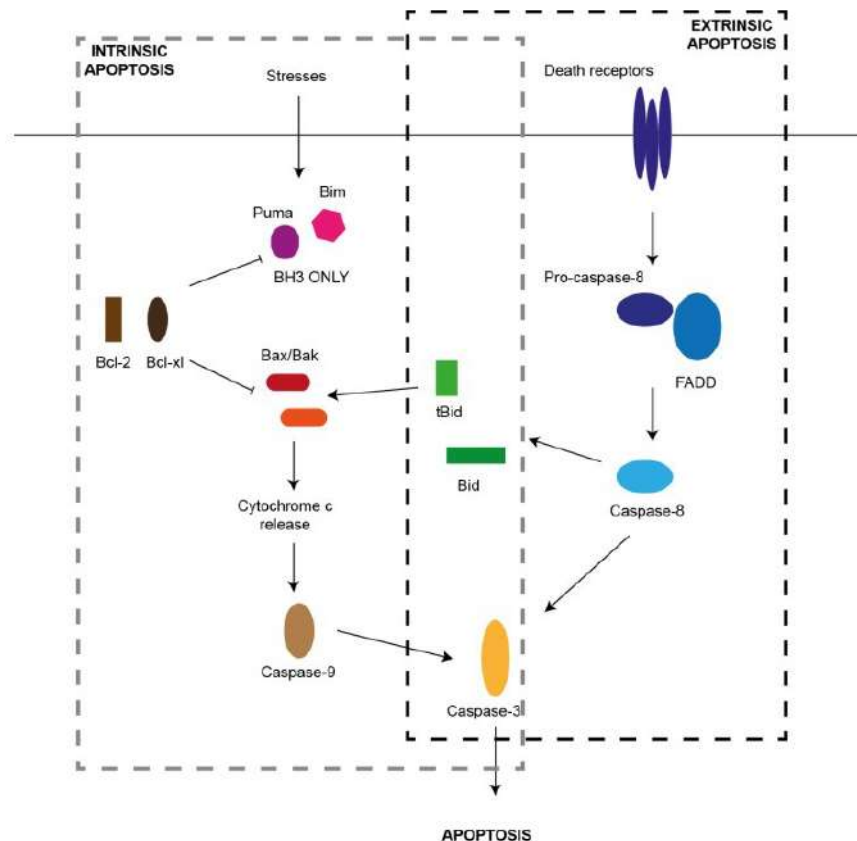 INTRINSIC
APOPTOSIS
EXTRINSIC
APOPTOSIS
Stresses
Death receptors
Bim
Puma
BH3 ONLY
Pro-caspase-8
Bcl-2
Bcl-xl
Bax/Bak
FADD
tBid
Bid
Caspase-8
Cytochrome c
release
Caspase-9
Caspase-3
APOPTOSIS